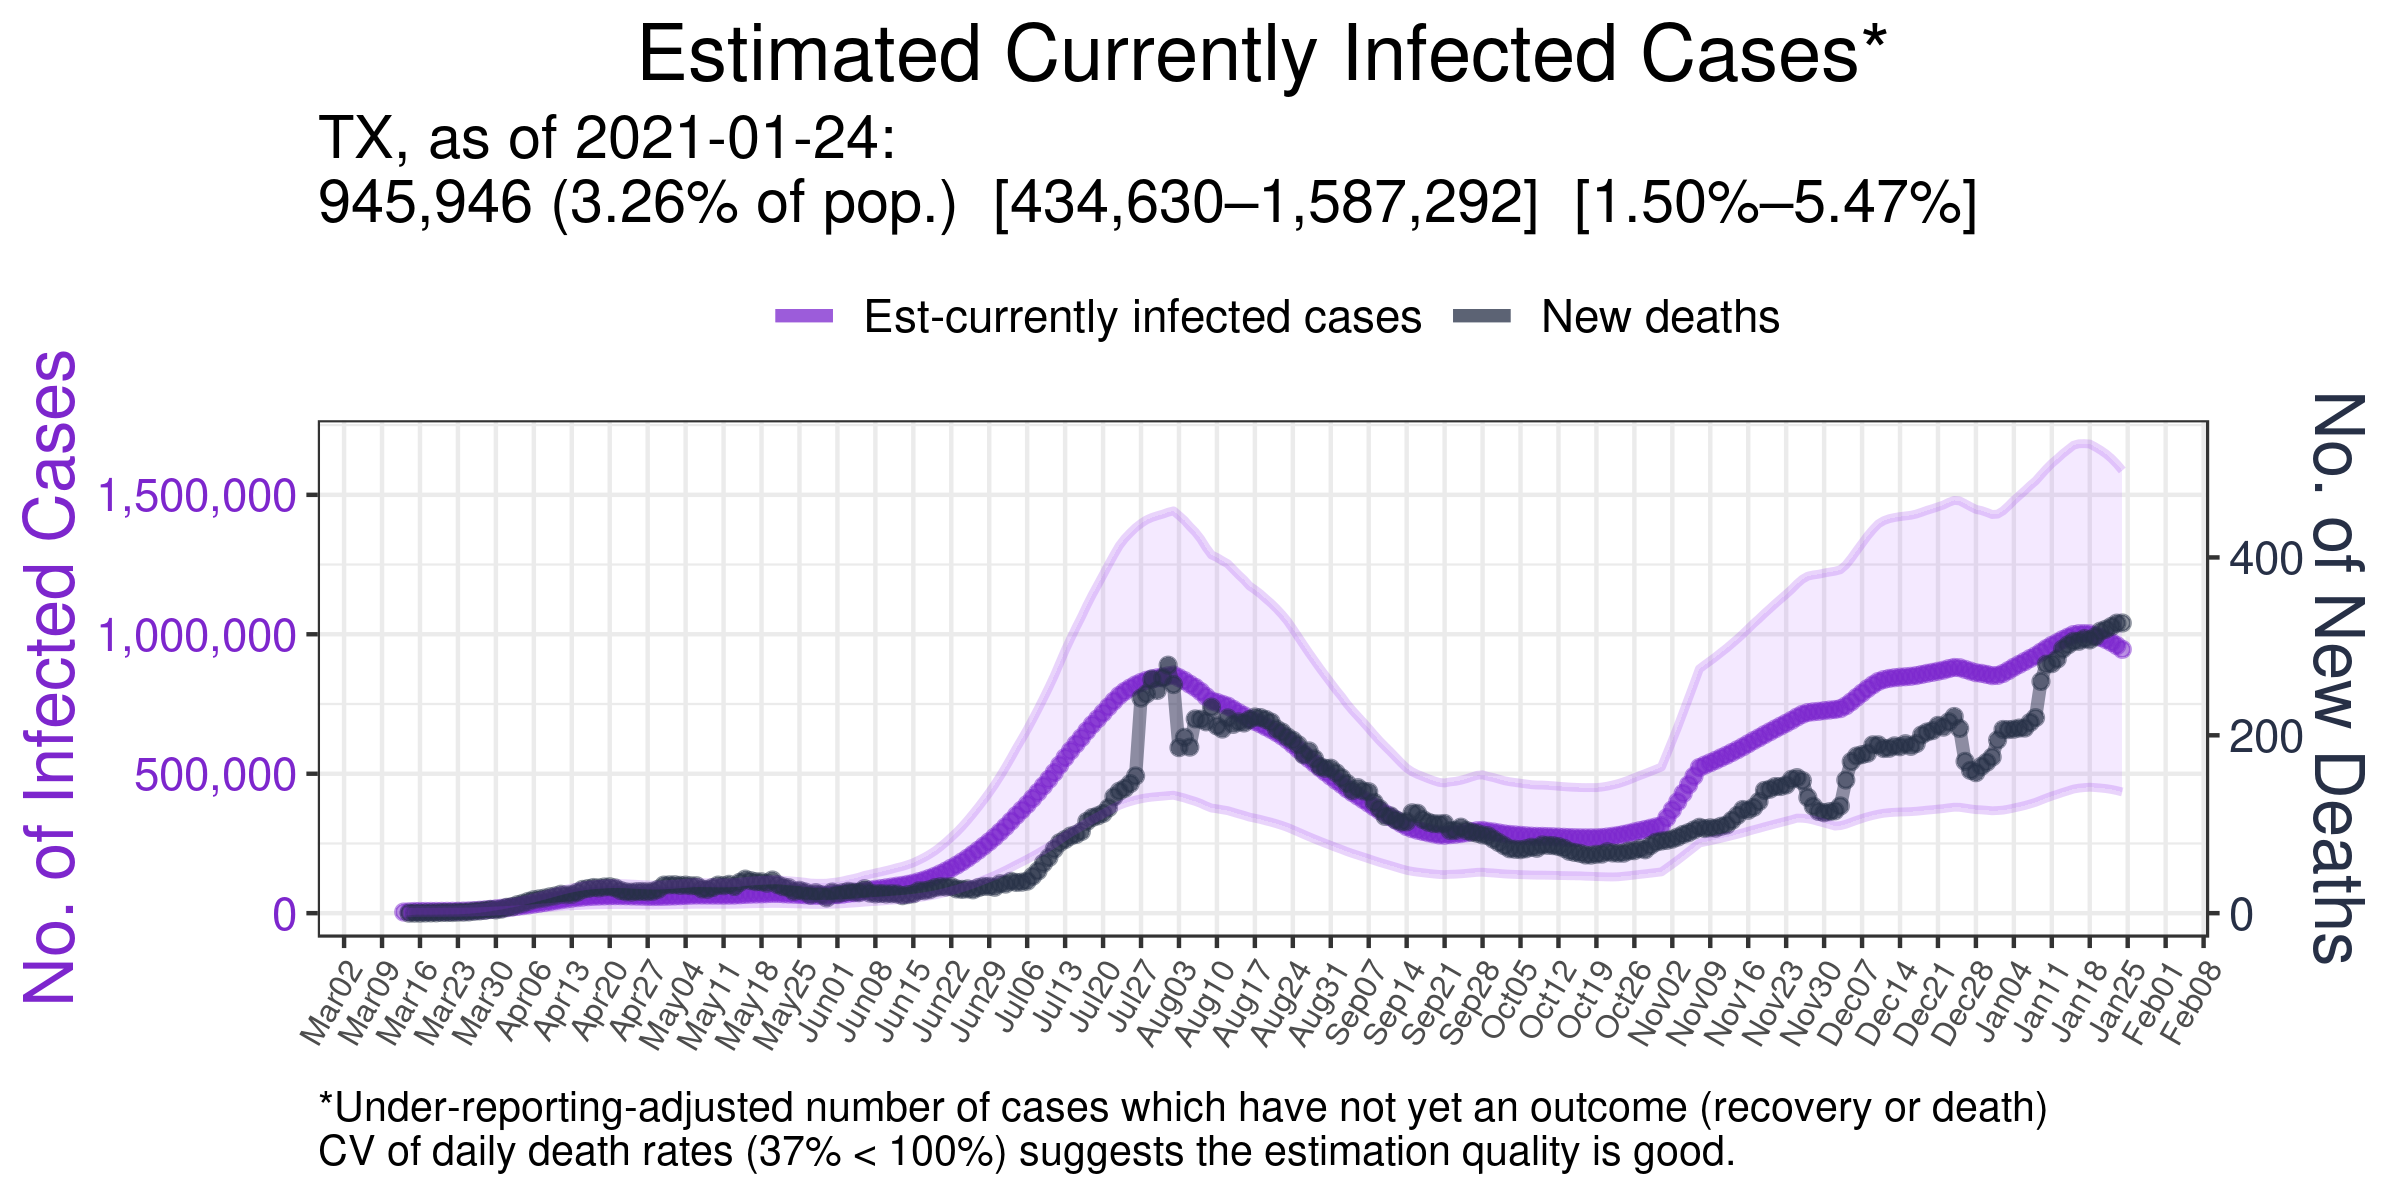 Estimated Currently Infected Cases*
TX, as of 2021-01-24:
945,946 (3.26% of pop.)  [434,630–1,587,292]  [1.50%–5.47%]
Est-currently infected cases
New deaths
No. of Infected Cases
1,500,000
1,000,000
500,000
0
400
200
0
No. of New Deaths
Mar02
Mar09
Mar16
Mar23
Mar30
Apr06
Apr13
Apr20
Apr27
May04
May11
May18
May25
Jun01
Jun08
Jun15
Jun22
Jun29
Jul06
Jul13
Jul20
Jul27
Aug03
Aug10
Aug17
Aug24
Aug31
Sep07
Sep14
Sep21
Sep28
Oct05
Oct12
Oct19
Oct26
Nov02
Nov09
Nov16
Nov23
Nov30
Dec07
Dec14
Dec21
Dec28
Jan04
Jan11
Jan18
Jan25
Feb01
Feb08
*Under-reporting-adjusted number of cases which have not yet an outcome (recovery or death)
CV of daily death rates (37% < 100%) suggests the estimation quality is good.